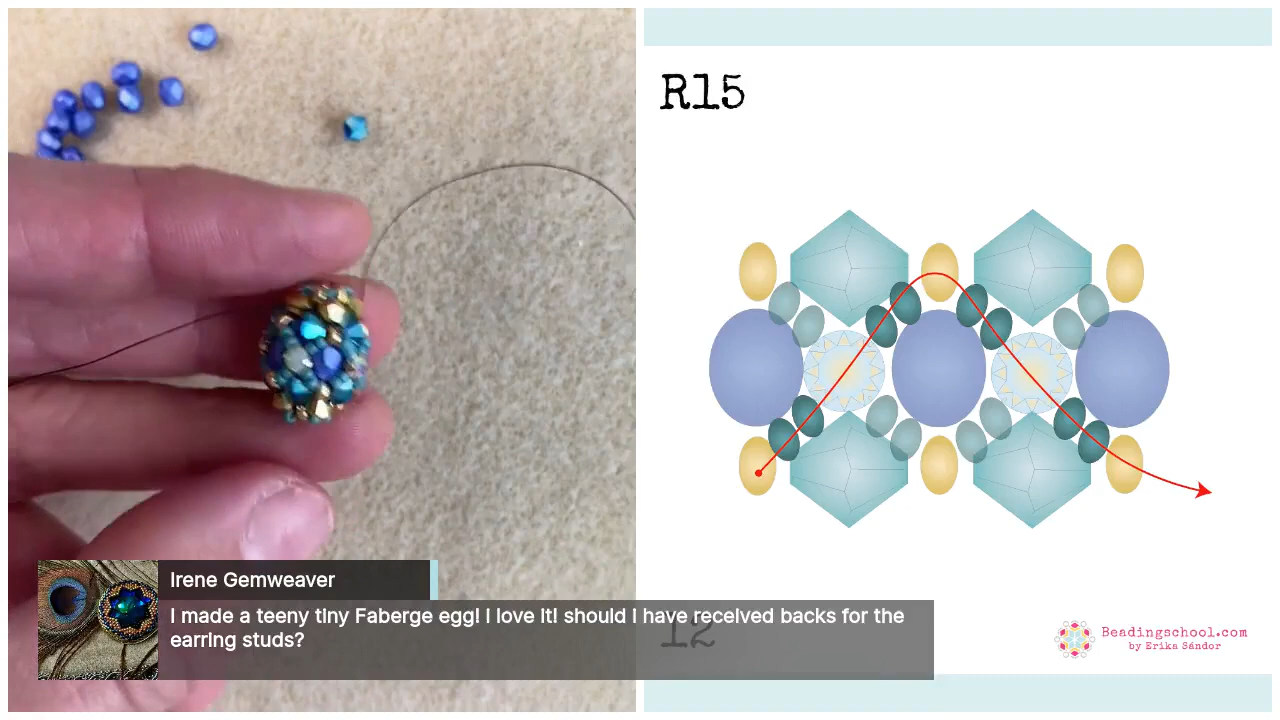 R15
Irene Gemweaver
I made a teeny tiny Faberge egg! I love it! should I have received backs for the
earring studs?
12
Beadingschool.com
by Erika Sándor